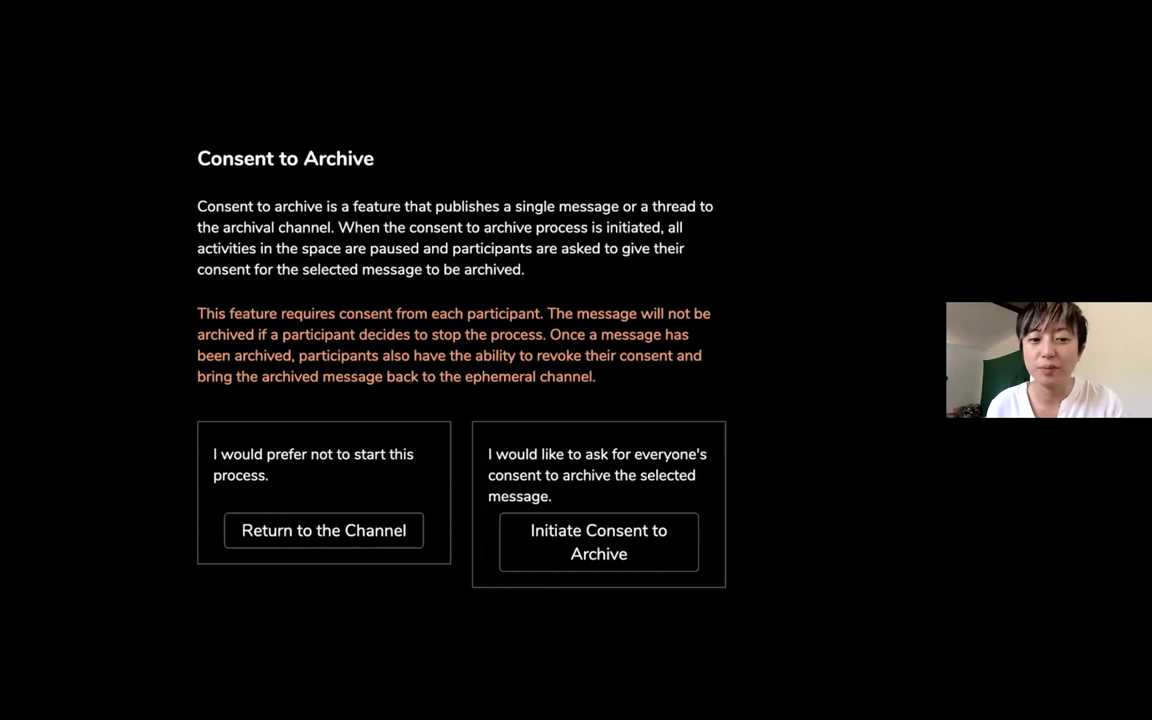 Consent to Archive
Consent to archive is a feature that publishes a single message or a thread to
the archival channel. When the consent to archive process is initiated, all
activities in the space are paused and participants are asked to give their
consent for the selected message to be archived.
This feature requires consent from each participant. The message will not be
archived if a participant decides to stop the process. Once a message has
been archived, participants also have the ability to revoke their consent and
bring the archived message back to the ephemeral channel.
I would prefer not to start this
process.
Return to the Channel
I would like to ask for everyone's
consent to archive the selected
message.
Initiate Consent to
Archive